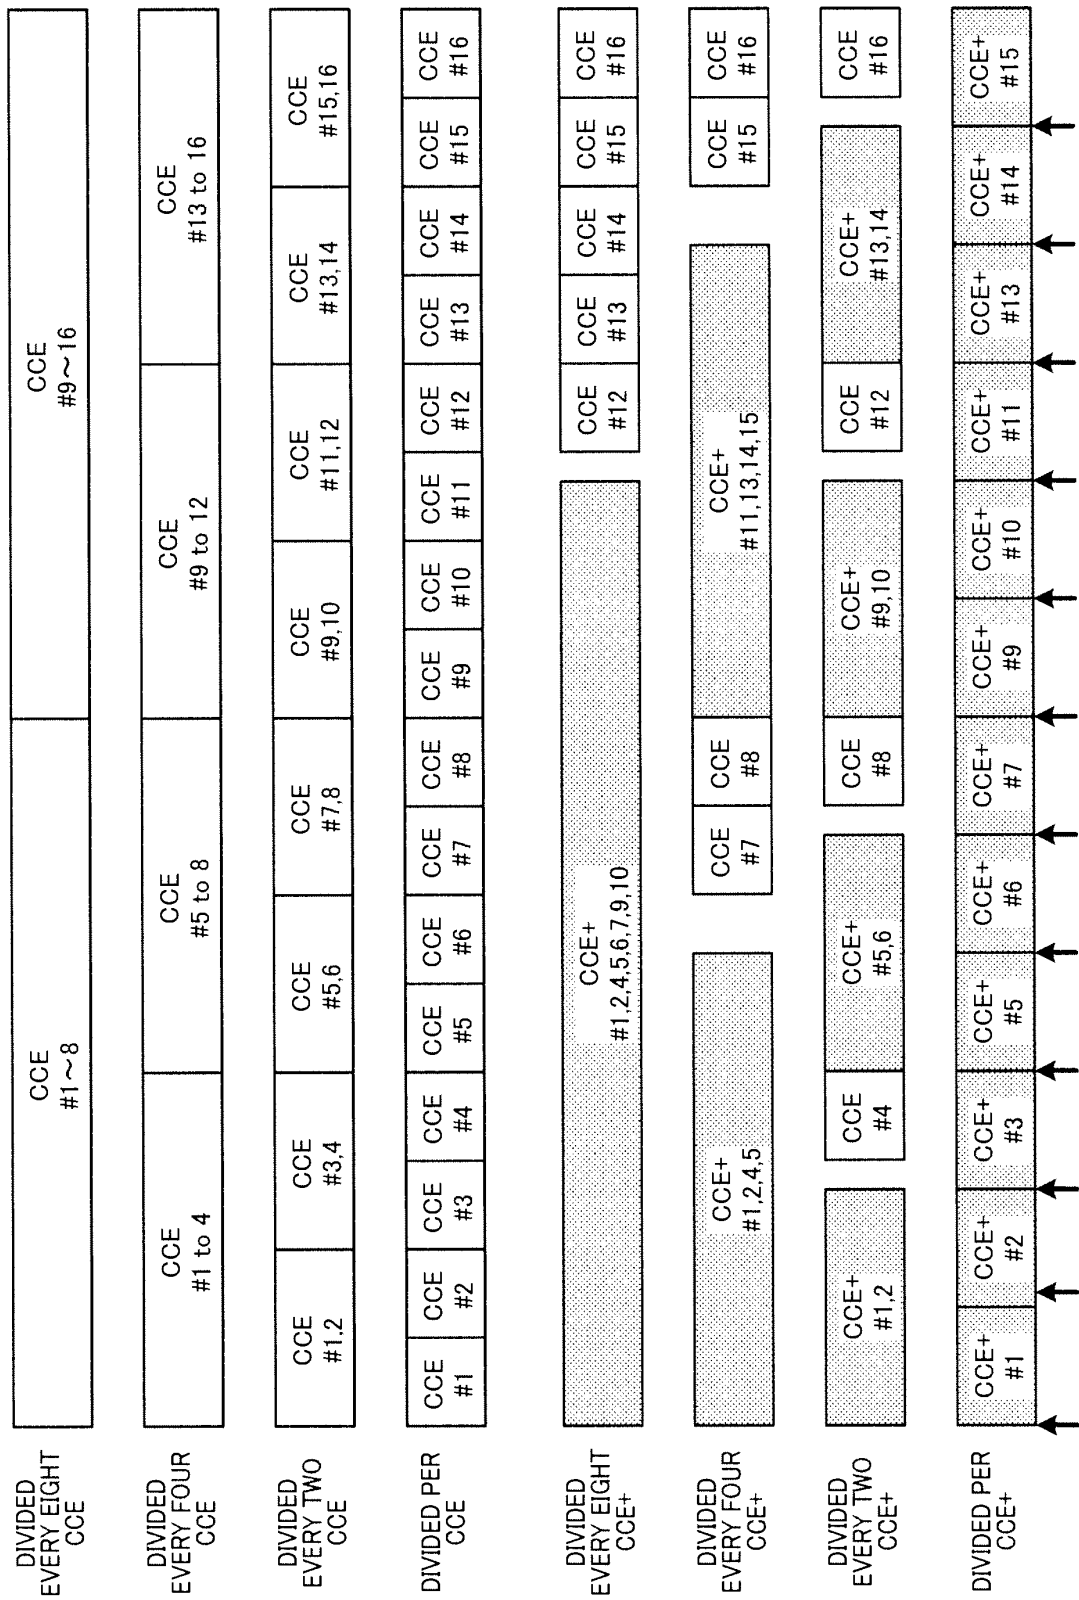 DIVIDED
EVERY EIGHT
CCE
CCE
#1～8
CCE
#9～16
DIVIDED
EVERY FOUR
CCE
CCE
#1 to 4
CCE
#5 to 8
CCE
#9 to 12
CCE
#13 to 16
DIVIDED
EVERY TWO
CCE
CCE
#1,2
CCE
#3,4
CCE
#5,6
CCE
#7,8
CCE
#9,10
CCE
#11,12
CCE
#13,14
CCE
#15,16
DIVIDED PER
CCE
CCE
#1
CCE
#2
CCE
#3
CCE
#4
CCE
#5
CCE
#6
CCE
#7
CCE
#8
CCE
#9
CCE
#10
CCE
#11
CCE
#12
CCE
#13
CCE
#14
CCE
#15
CCE
#16
DIVIDED
EVERY EIGHT
CCE+
CCE+
#1,2,4,5,6,7,9,10
CCE
#12
CCE
#13
CCE
#14
CCE
#15
CCE
#16
DIVIDED
EVERY FOUR
CCE+
CCE+
#1,2,4,5
CCE
#7
CCE
#8
CCE+
#11,13,14,15
CCE
#15
CCE
#16
DIVIDED
EVERY TWO
CCE+
CCE+
#1,2
CCE
#4
CCE+
#5,6
CCE
#8
CCE+
#9,10
CCE
#12
CCE+
#13,14
CCE
#16
DIVIDED PER
CCE+
CCE+
#1
CCE+
#2
CCE+
#3
CCE+
#5
CCE+
#6
CCE+
#7
CCE+
#9
CCE+
#10
CCE+
#11
CCE+
#13
CCE+
#14
CCE+
#15